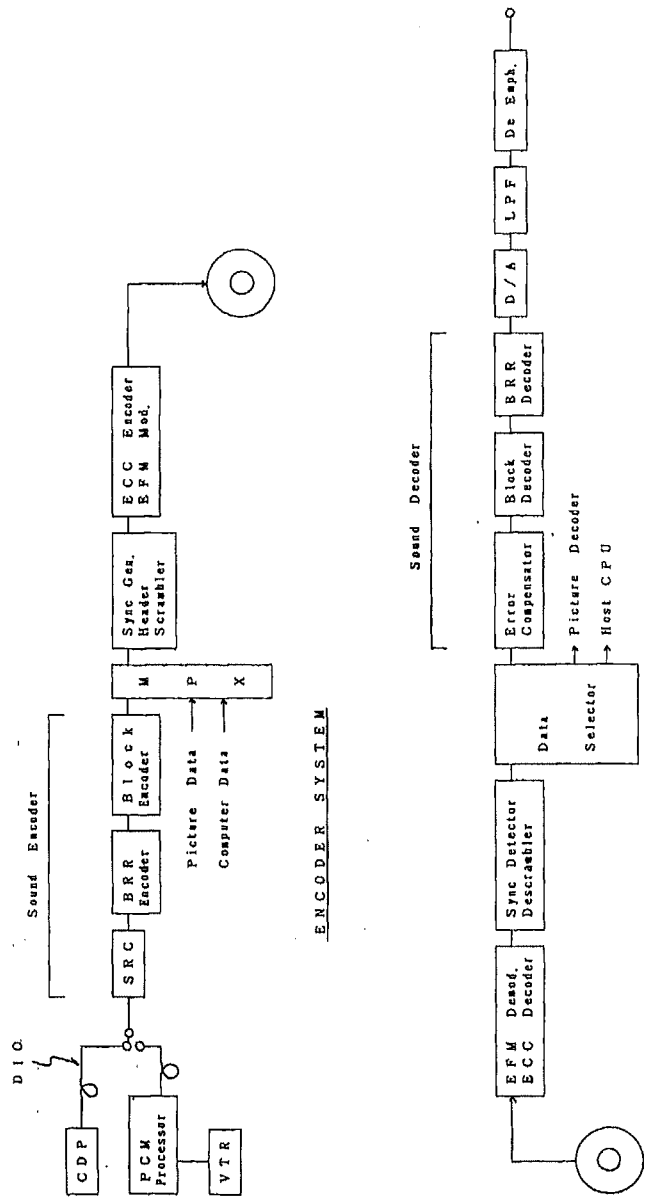 DIO.
Sound Encoder
CDP
PCM
Processor
VTR
SRC
BRR
Encoder
Block
Encoder
M
P
X
Picture Data
Computer Data
Sync Gen.
Header
Scrambler
ECC Encoder
EFM Mod.
ENCODER SYSTEM
Sound Decoder
EFM Demod.
ECC Decoder
Sync Detector
Descrambler
Data
Selector
Picture Decoder
Host CPU
Error
Compensator
Block
Decoder
BRR
Decoder
D/A
LPF
De Emph.